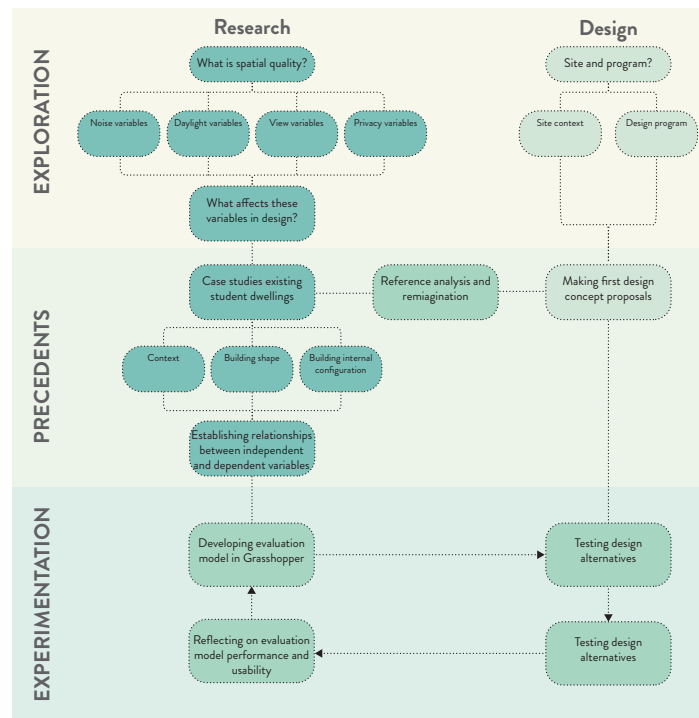 Research
Design
EXPLORATION
What is spatial quality?
Site and program?
Noise variables
Daylight variables
View variables
Privacy variables
Site context
Design program
What affects these
variables in design?
PRECEDENTS
Case studies existing
student dwellings
Reference analysis and
remiagination
Making first design
concept proposals
Context
Building shape
Building internal
configuration
Establishing relationships
between independent
and dependent variables
EXPERIMENTATION
Developing evaluation
model in Grasshopper
Testing design
alternatives
Reflecting on evaluation
model performance and
usability
Testing design
alternatives